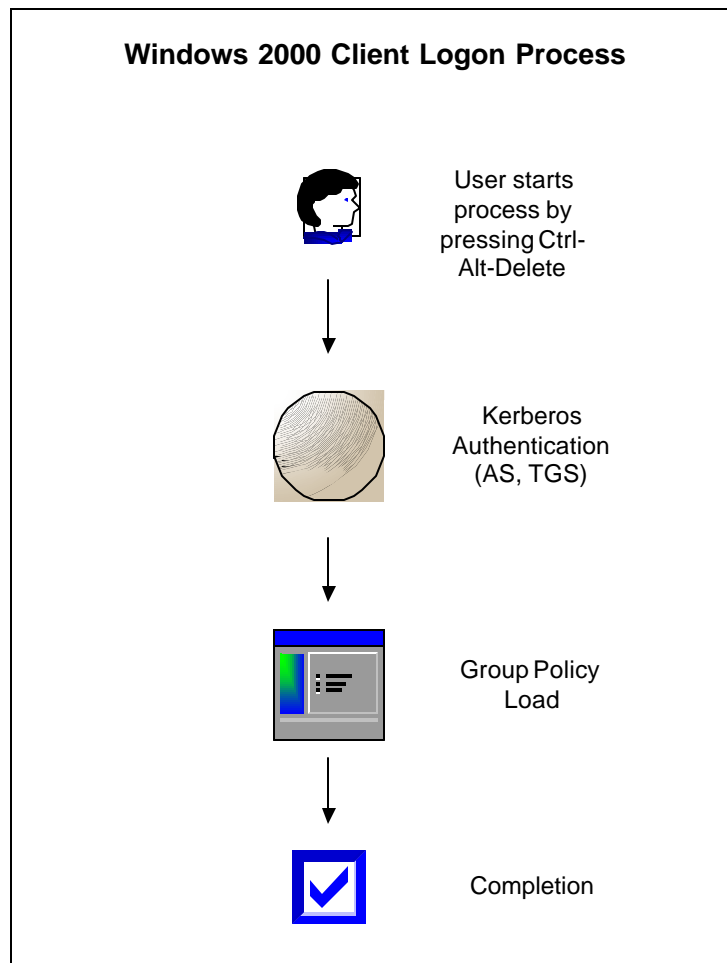 Windows 2000 Client Logon Process
User starts
process by
pressing Ctrl-
Alt-Delete
Kerberos
Authentication
(AS, TGS)
Group Policy
Load
Completion